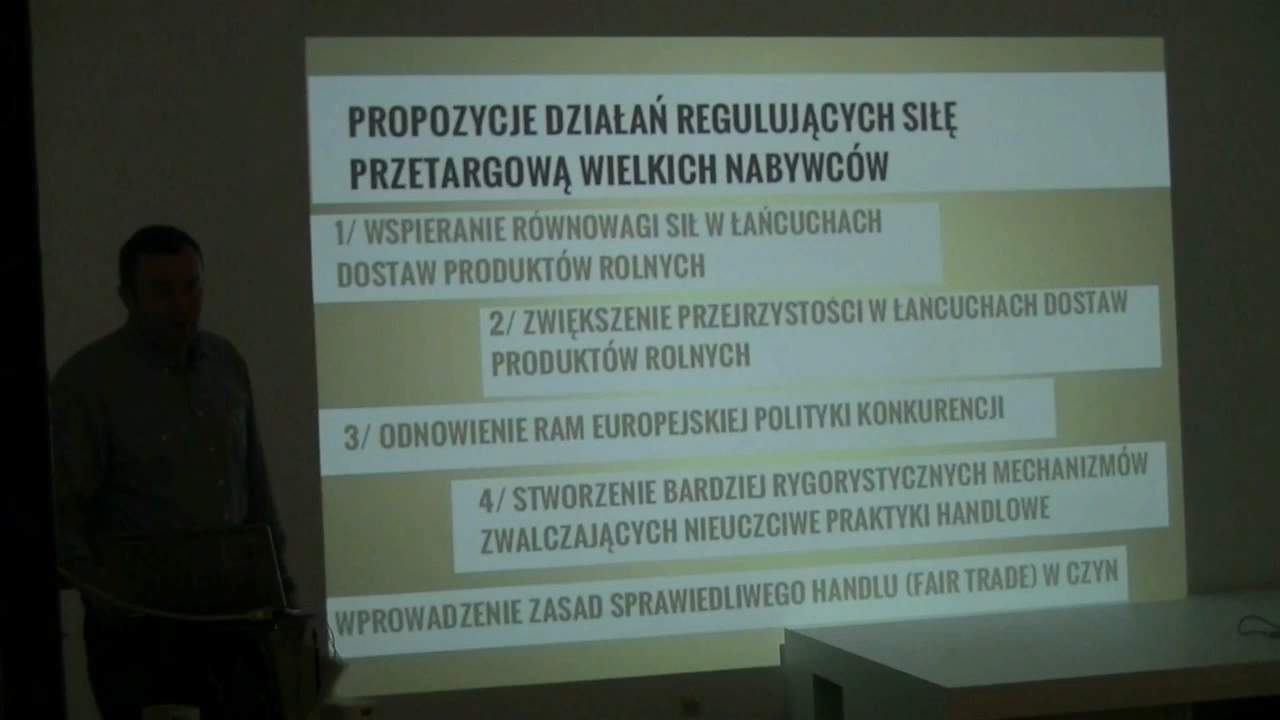 PROPOZYCJE DZIAŁAŃ REGULUJĄCYCH SIŁĘ
PRZETARGOWĄ WIELKICH NABYWCÓW
1/ WSPIERANIE RÓWNOWAGI SIŁ W ŁAŃCUCHACH
DOSTAW PRODUKTÓW ROLNYCH
2/ ZWIĘKSZENIE PRZEJRZYSTOŚCI W ŁAŃCUCHACH DOSTAW
PRODUKTÓW ROLNYCH
3/ ODNOWIENIE RAM EUROPEJSKIEJ POLITYKI KONKURENCJI
4/ STWORZENIE BARDZIEJ RYGORYSTYCZNYCH MECHANIZMÓW
ZWALCZAJĄCYCH NIEUCZCIWE PRAKTYKI HANDLOWE
WPROWADZENIE ZASAD SPRAWIEDLIWEGO HANDLU (FAIR TRADE) W CZYN